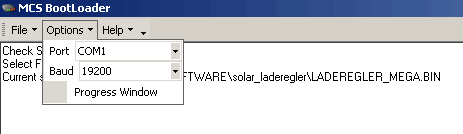 MCS BootLoader
File Options Help
Port COM1
Baud 19200
Progress Window
Check S
Select F
Current s FTWARE\solar_laderegler\LADEREGLER_MEGA.BIN